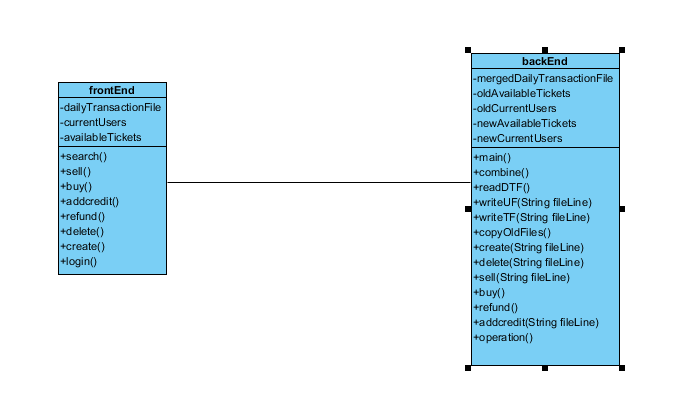 frontEnd
-dailyTransactionFile
-currentUsers
-availableTickets
+search()
+sell()
+buy()
+addcredit()
+refund()
+delete()
+create()
+login()
backEnd
-mergedDailyTransactionFile
-oldAvailableTickets
-oldCurrentUsers
-newAvailableTickets
-newCurrentUsers
+main()
+combine()
+readDTF()
+writeUF(String fileLine)
+writeTF(String fileLine)
+copyOldFiles()
+create(String fileLine)
+delete(String fileLine)
+sell(String fileLine)
+buy()
+refund()
+addcredit(String fileLine)
+operation()